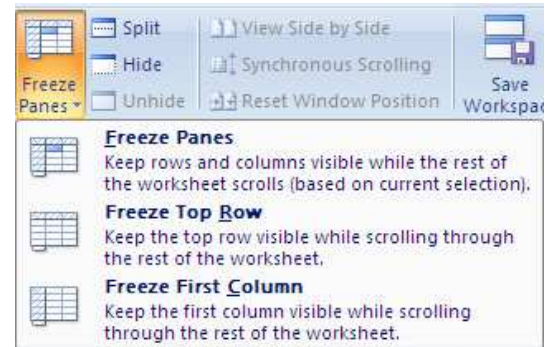 Freeze Panes
Split
Hide
Unhide
View Side by Side
Synchronous Scrolling
Reset Window Position
Save
Workspac
Freeze Panes
Keep rows and columns visible while the rest of
the worksheet scrolls (based on current selection).
Freeze Top Row
Keep the top row visible while scrolling through
the rest of the worksheet.
Freeze First Column
Keep the first column visible while scrolling
through the rest of the worksheet.